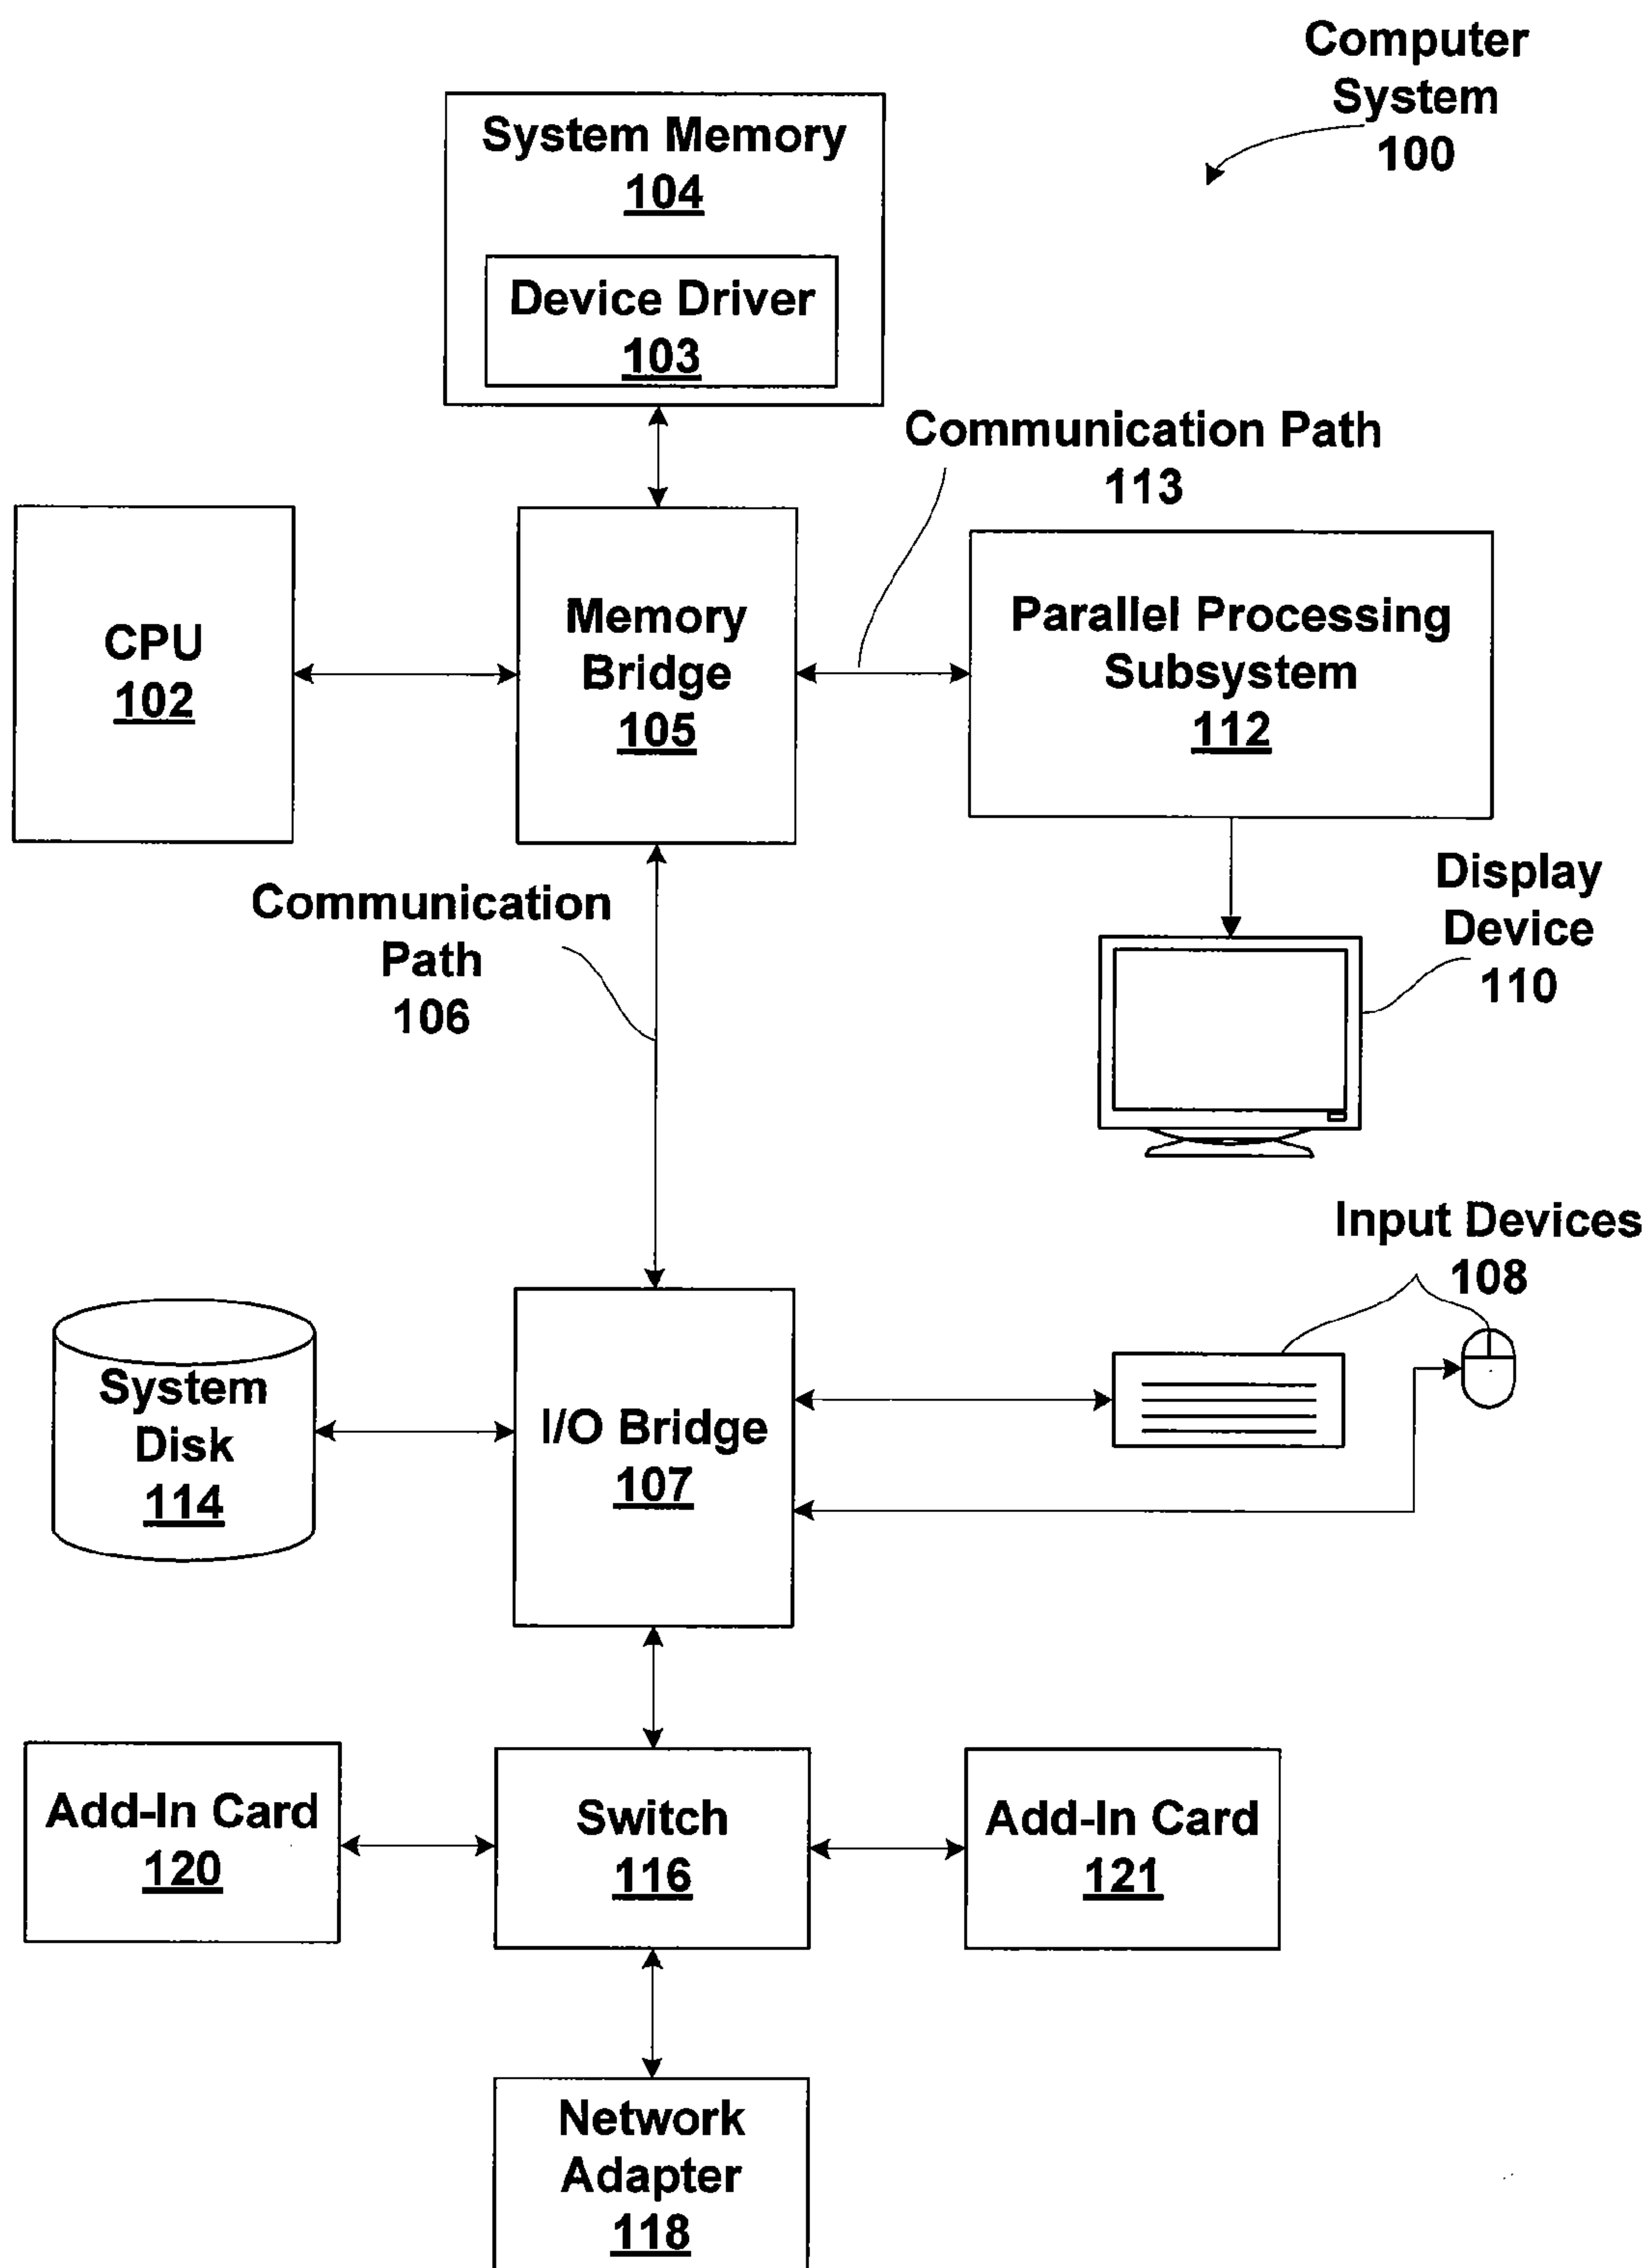 Computer
System
100
System Memory
104
Device Driver
103
Communication Path
113
CPU
102
Memory
Bridge
105
Parallel Processing
Subsystem
112
Communication
Path
106
Display
Device
110
Input Devices
108
System
Disk
114
I/O Bridge
107
Add-In Card
120
Switch
116
Add-In Card
121
Network
Adapter
118